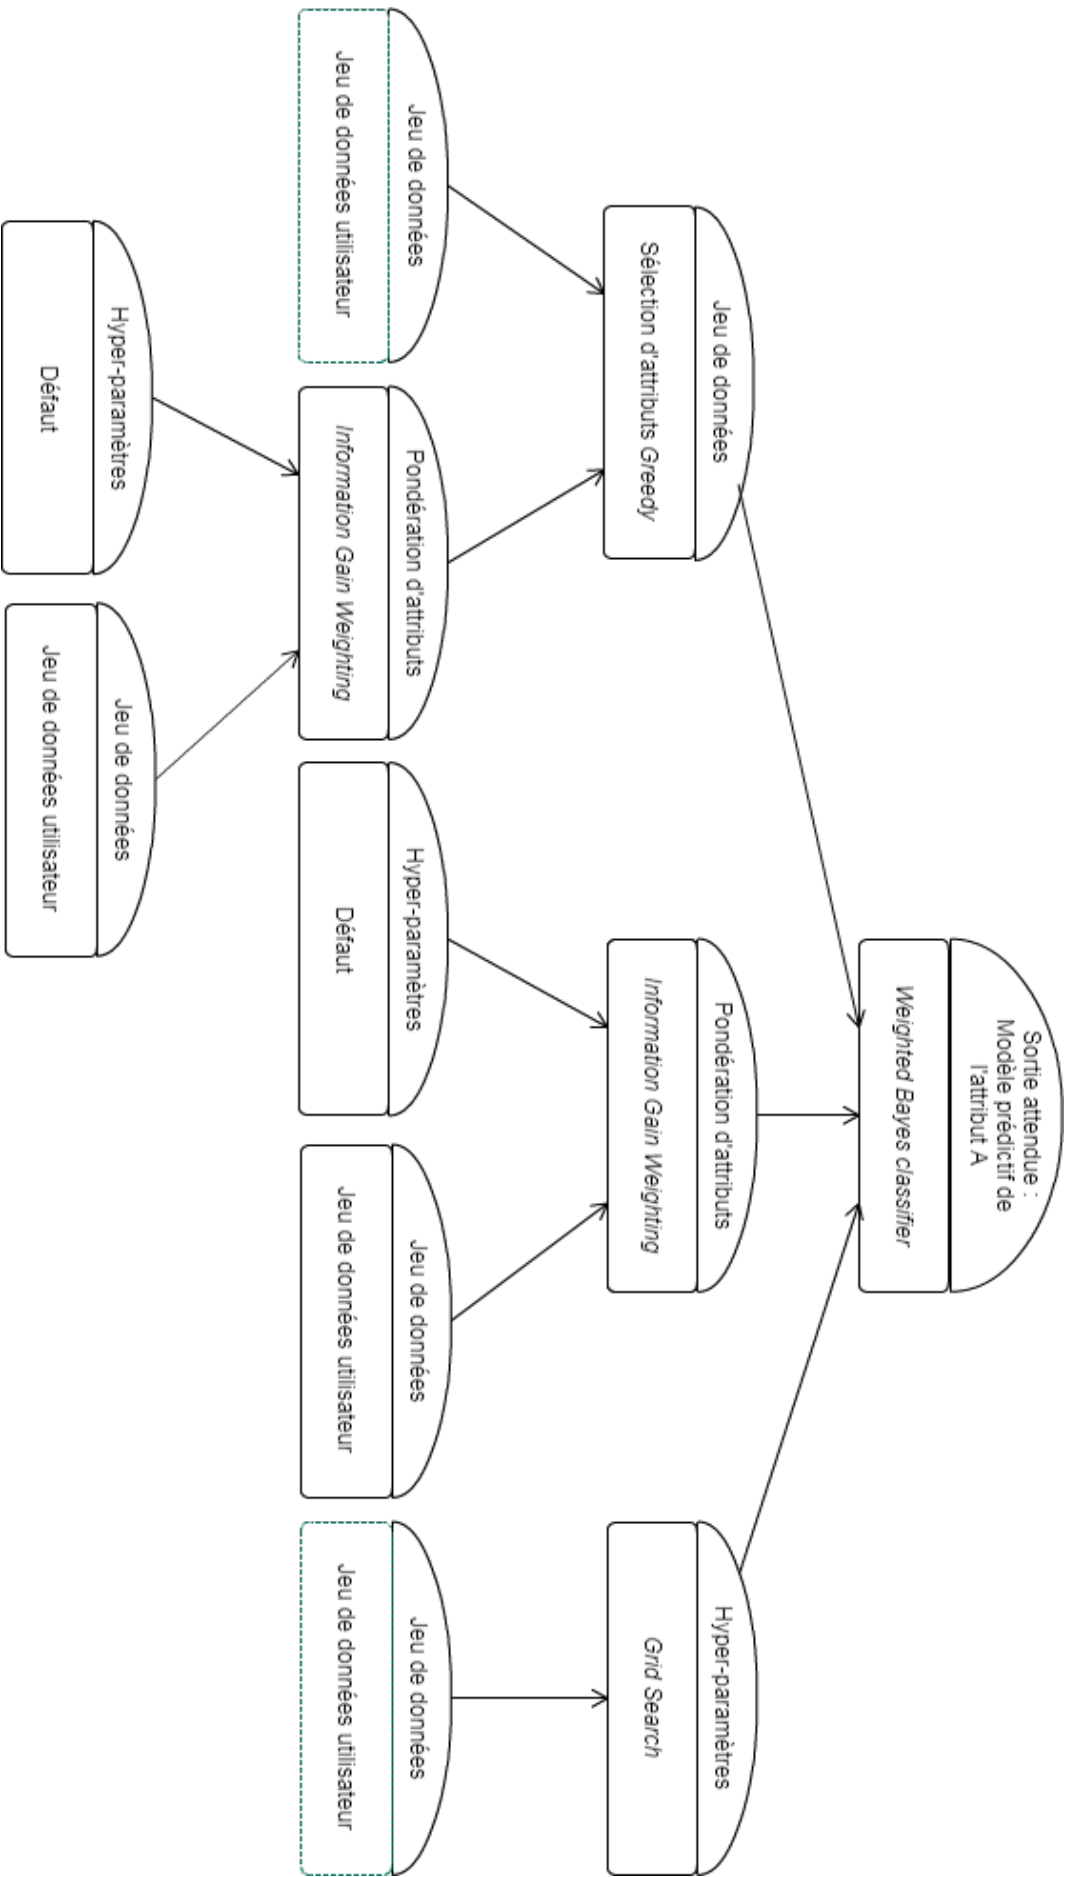 Sortie attendue :
Modèle prédictif de
l'attribut A
Weighted Bayes classifier
Jeu de données
Sélection d'attributs Greedy
Pondération d'attributs
Information Gain Weighting
Hyper-paramètres
Grid Search
Jeu de données
Jeu de données utilisateur
Pondération d'attributs
Information Gain Weighting
Hyper-paramètres
Défaut
Jeu de données
Jeu de données utilisateur
Jeu de données
Jeu de données utilisateur
Hyper-paramètres
Défaut
Jeu de données
Jeu de données utilisateur